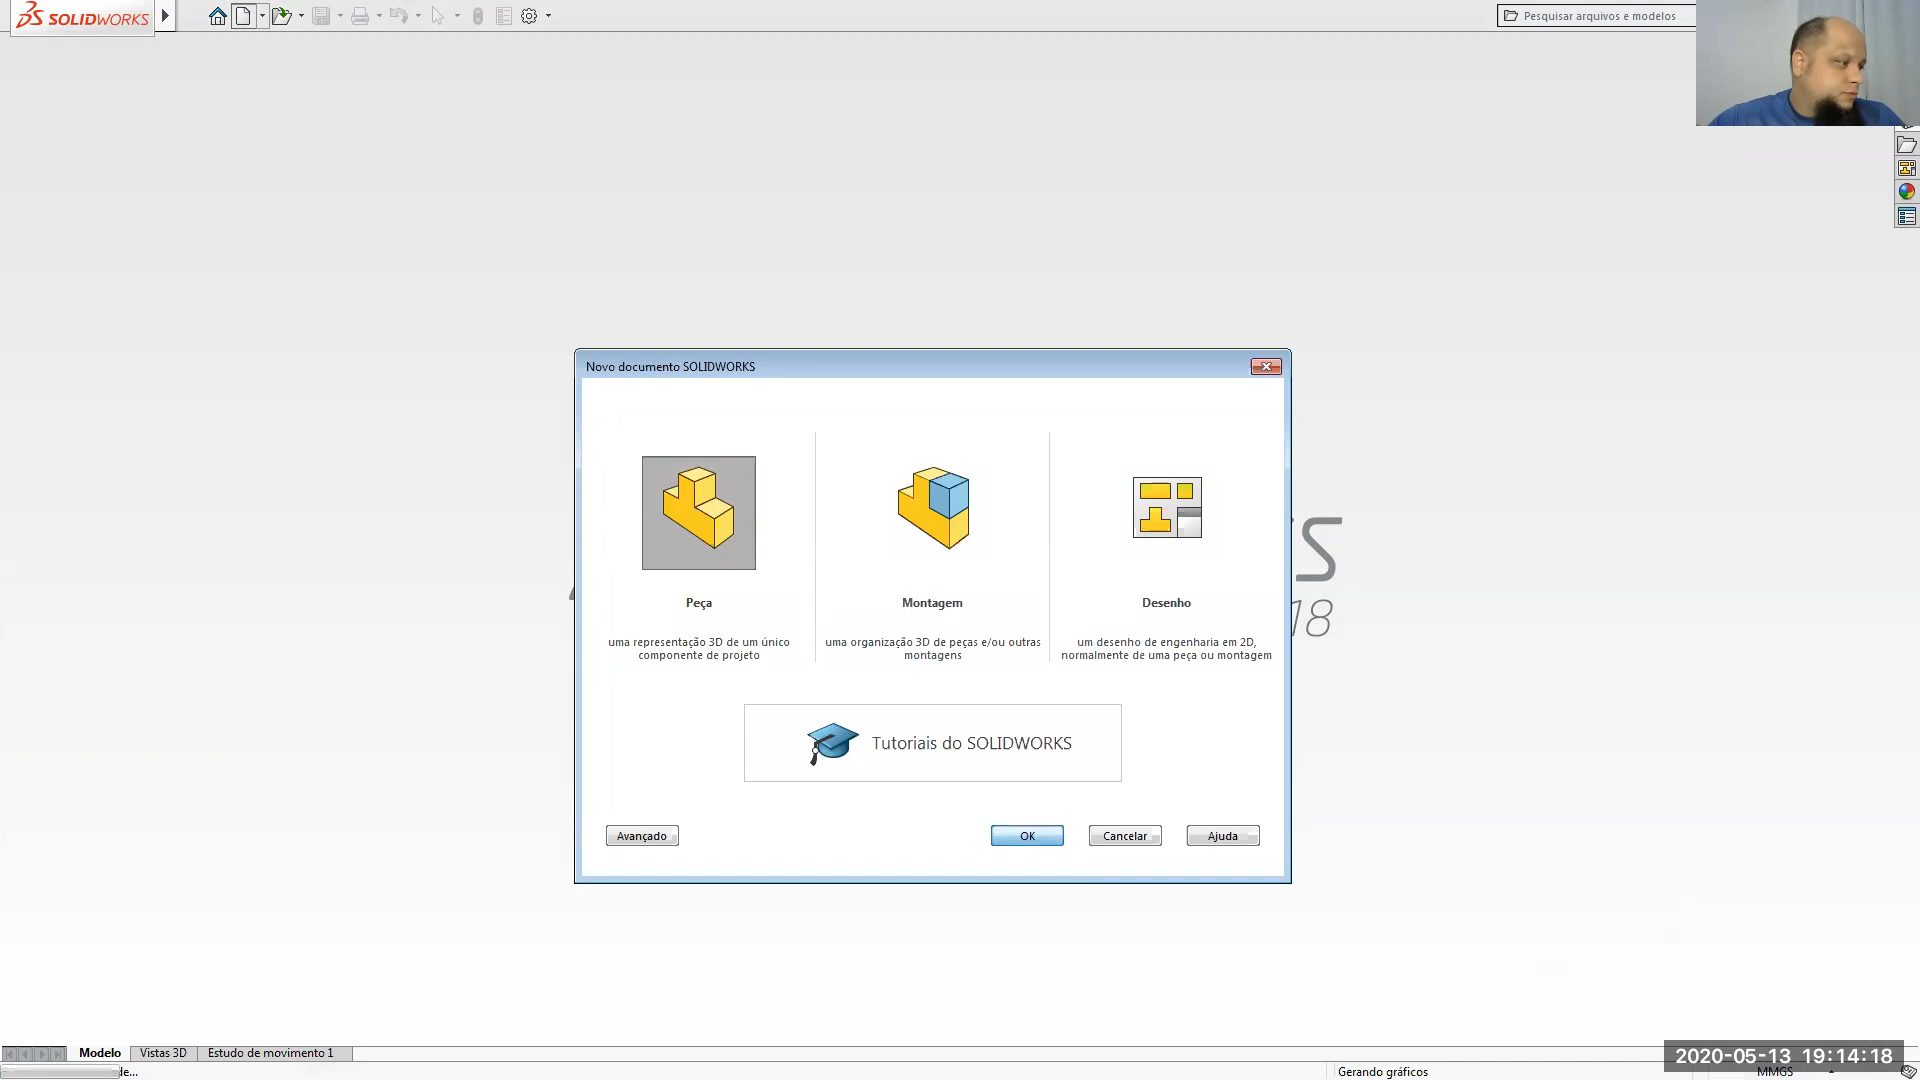 SOLIDWORKS
Pesquisar arquivos e modelos
Novo documento SOLIDWORKS
Peça
uma representação 3D de um único
componente de projeto
Montagem
uma organização 3D de peças e/ou outras
montagens
Desenho
um desenho de engenharia em 2D,
normalmente de uma peça ou montagem
S
18
Tutoriais do SOLIDWORKS
Avançado
OK
Cancelar
Ajuda
Modelo
Vistas 3D
Estudo de movimento 1
de...
Gerando gráficos
MMGS
2020-05-13 19:14:18